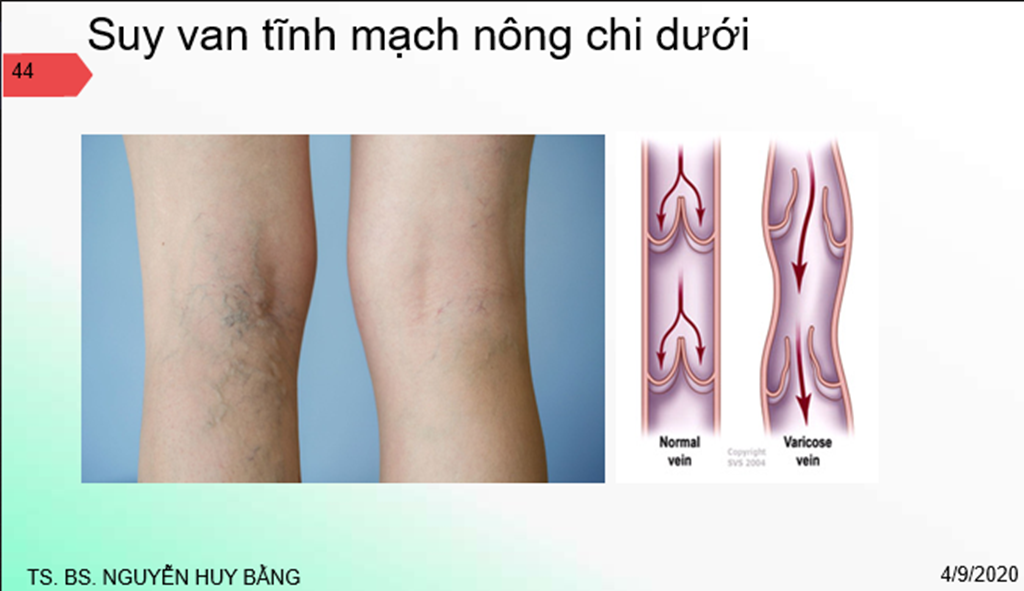 Suy van tĩnh mạch nông chi dưới
44
Normal
vein
Copyright
SVS 2004
Varicose
vein
TS. BS. NGUYỄN HUY BẰNG
4/9/2020